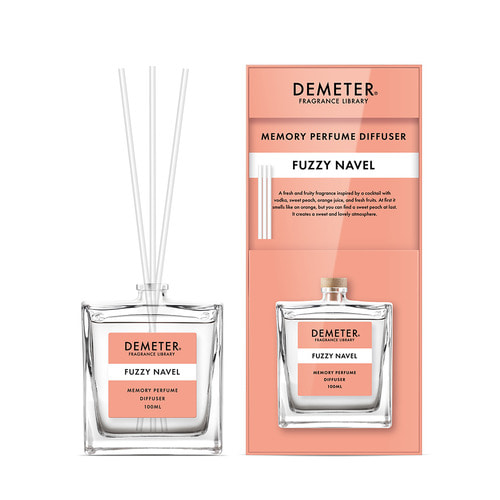 DEMETER®
FRAGRANCE LIBRARY
FUZZY NAVEL
MEMORY PERFUME
DIFFUSER
100ML
DEMETER®
FRAGRANCE LIBRARY
MEMORY PERFUME DIFFUSER
FUZZY NAVEL
A fresh and fruity fragrance inspired by a cocktail with
vodka, sweet peach, orange juice, and fresh fruits. At first it
smells like an orange, but you can find a sweet peach at last.
It creates a sweet and lovely atmosphere.
DEMETER®
FRAGRANCE LIBRARY
FUZZY NAVEL
MEMORY PERFUME
DIFFUSER
100ML